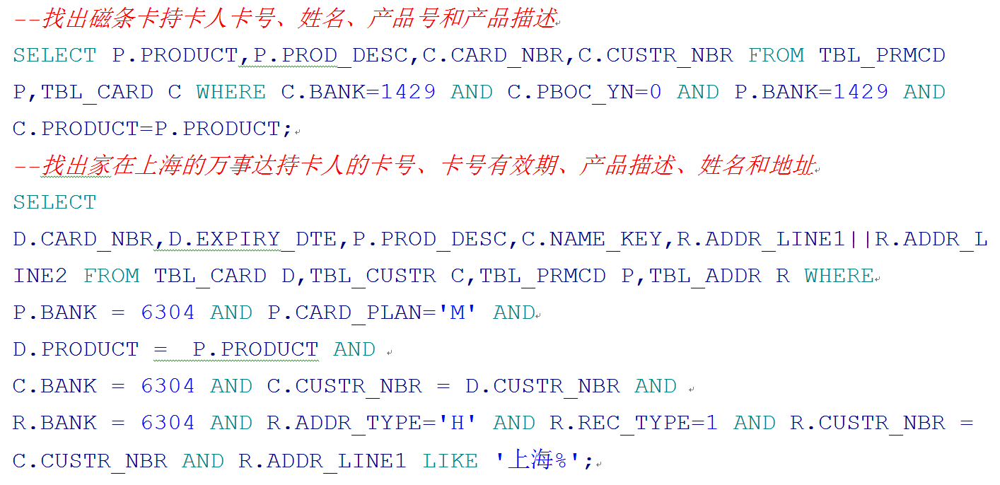 --找出磁条卡持卡人卡号、姓名、产品号和产品描述
SELECT P.PRODUCT,P.PROD_DESC,C.CARD_NBR,C.CUSTR_NBR FROM TBL_PRMCD
P,TBL_CARD C WHERE C.BANK=1429 AND C.PBOC_YN=0 AND P.BANK=1429 AND
C.PRODUCT=P.PRODUCT;
--找出家在上海的万事达持卡人的卡号、卡号有效期、产品描述、姓名和地址
SELECT
D.CARD_NBR,D.EXPIRY_DTE,P.PROD_DESC,C.NAME_KEY,R.ADDR_LINE1||R.ADDR_L
INE2 FROM TBL_CARD D,TBL_CUSTR C,TBL_PRMCD P,TBL_ADDR R WHERE
P.BANK = 6304 AND P.CARD_PLAN='M' AND
D.PRODUCT =  P.PRODUCT AND
C.BANK = 6304 AND C.CUSTR_NBR = D.CUSTR_NBR AND
R.BANK = 6304 AND R.ADDR_TYPE='H' AND R.REC_TYPE=1 AND R.CUSTR_NBR =
C.CUSTR_NBR AND R.ADDR_LINE1 LIKE '上海%';